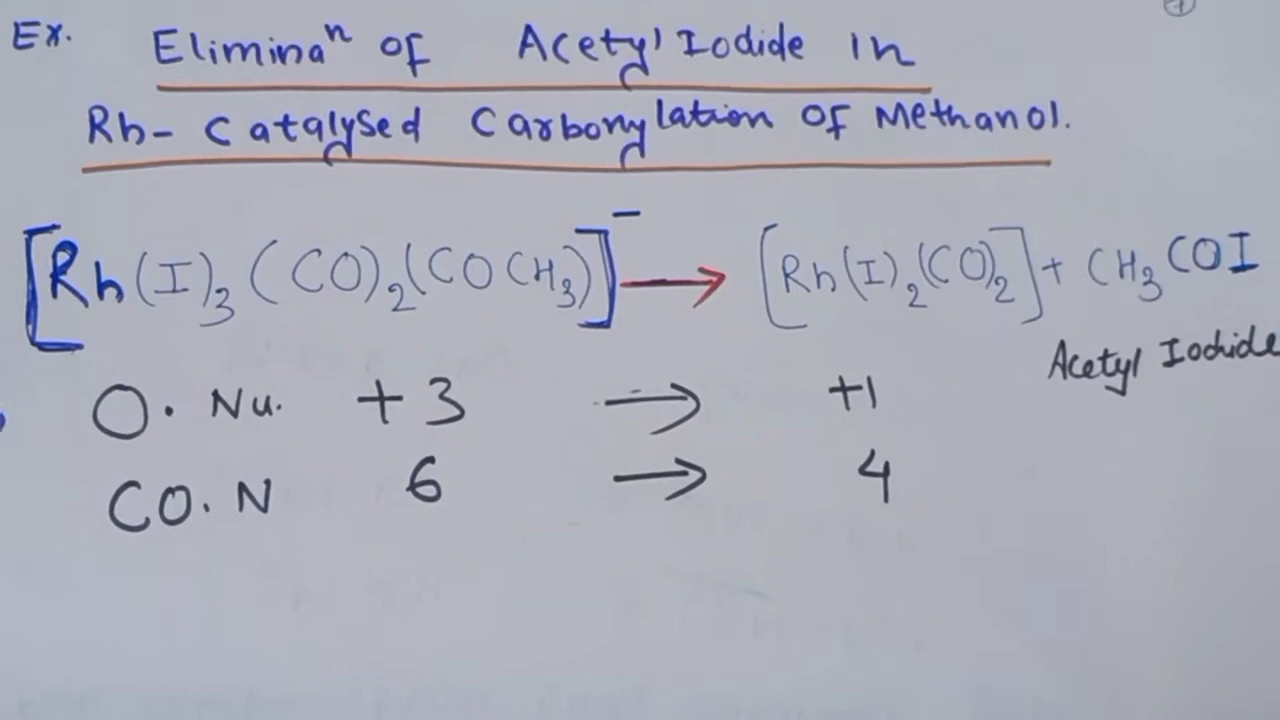 Ex. Eliminaⁿ of Acetyl Iodide in
Rh- Catalysed Carbonylation of Methanol.
[Rh(I)₃(CO)₂(COCH₃)]⁻ → [Rh(I)₂(CO)₂] + CH₃COI
Acetyl Iodide
O. Nu. +3 → +1
CO. N 6 → 4